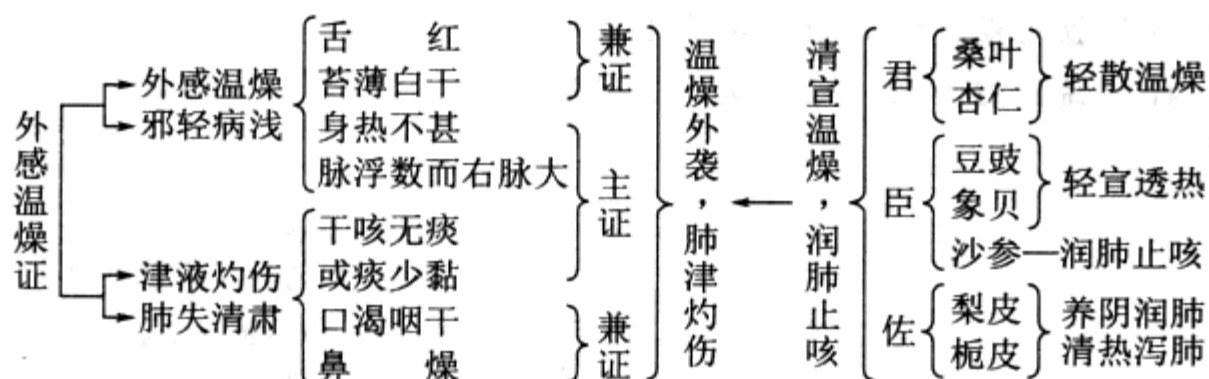 外感温燥证
外感温燥
邪轻病浅
津液灼伤
肺失清肃
舌 红
苔薄白干
身热不甚
脉浮数而右脉大
干咳无痰
或痰少黏
口渴咽干
鼻 燥
兼证
主证
兼证
温燥外袭，肺津灼伤
清宣温燥，润肺止咳
君
桑叶
杏仁
轻散温燥
臣
豆豉
象贝
轻宣透热
沙参—润肺止咳
佐
梨皮
栀皮
养阴润肺
清热泻肺